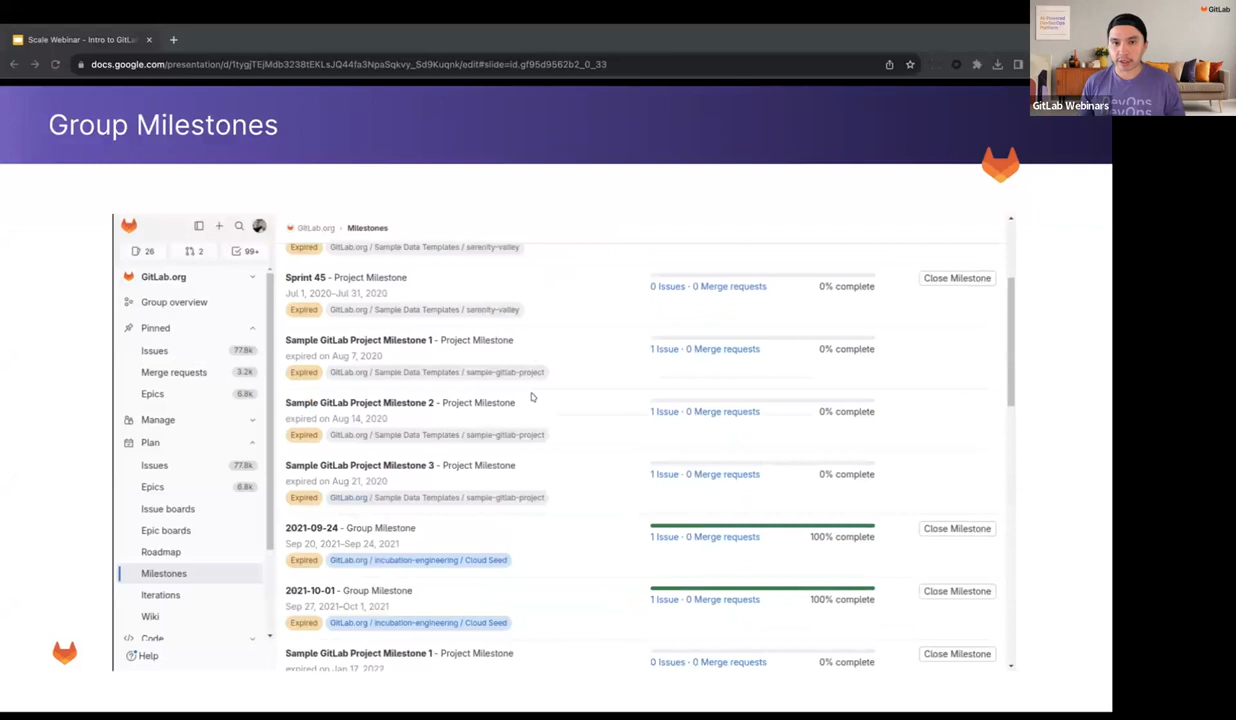 Scale Webinar - Intro to GitLa
docs.google.com/presentation/d/1tygjTEjMdb3238tEKLsJQ44fa3NpaSqkvy_Sd9Kuqnk/edit#slide=id.gf95d9562b2_0_33
GitLab
AI-Powered
DevSecOps
Platform
DevOps
DevOps
GitLab Webinars
Group Milestones
26 2 99+
GitLab.org
Group overview
Pinned
Issues 77.8k
Merge requests 3.2k
Epics 6.8k
Manage
Plan
Issues 77.8k
Epics 6.8k
Issue boards
Epic boards
Roadmap
Milestones
Iterations
Wiki
Code
Help
GitLab.org › Milestones
Expired GitLab.org / Sample Data Templates / serenity-valley
Sprint 45 - Project Milestone
Jul 1, 2020–Jul 31, 2020
Expired GitLab.org / Sample Data Templates / serenity-valley
0 Issues · 0 Merge requests 0% complete
Close Milestone
Sample GitLab Project Milestone 1 - Project Milestone
expired on Aug 7, 2020
Expired GitLab.org / Sample Data Templates / sample-gitlab-project
1 Issue · 0 Merge requests 0% complete
Sample GitLab Project Milestone 2 - Project Milestone
expired on Aug 14, 2020
Expired GitLab.org / Sample Data Templates / sample-gitlab-project
1 Issue · 0 Merge requests 0% complete
Sample GitLab Project Milestone 3 - Project Milestone
expired on Aug 21, 2020
Expired GitLab.org / Sample Data Templates / sample-gitlab-project
1 Issue · 0 Merge requests 0% complete
2021-09-24 - Group Milestone
Sep 20, 2021–Sep 24, 2021
Expired GitLab.org / incubation-engineering / Cloud Seed
1 Issue · 0 Merge requests 100% complete
Close Milestone
2021-10-01 - Group Milestone
Sep 27, 2021–Oct 1, 2021
Expired GitLab.org / incubation-engineering / Cloud Seed
1 Issue · 0 Merge requests 100% complete
Close Milestone
Sample GitLab Project Milestone 1 - Project Milestone
expired on Jan 17, 2022
0 Issues · 0 Merge requests 0% complete
Close Milestone